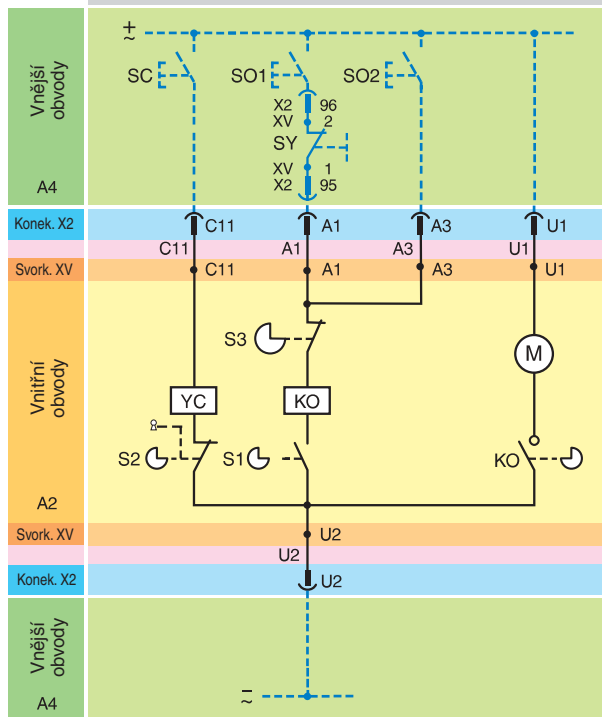 +
~
Vnější
obvody
A4
SC
SO1
SO2
X2 96
XV 2
SY
XV 1
X2 95
Konek. X2
C11
A1
A3
U1
C11
A1
A3
U1
Svork. XV
C11
A1
A3
U1
Vnitřní
obvody
A2
S3
M
YC
KO
S2
S1
KO
Svork. XV
U2
U2
Konek. X2
U2
Vnější
obvody
A4
−
~